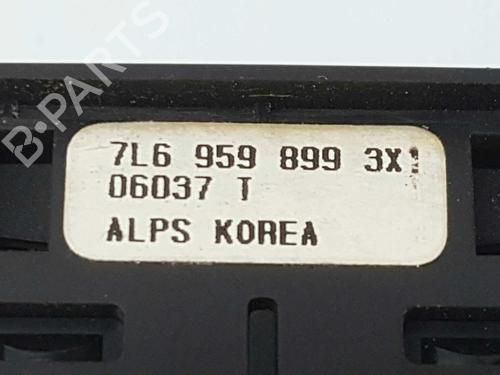 B-PARTS
7L6 959 899 3X
06037 T
ALPS KOREA